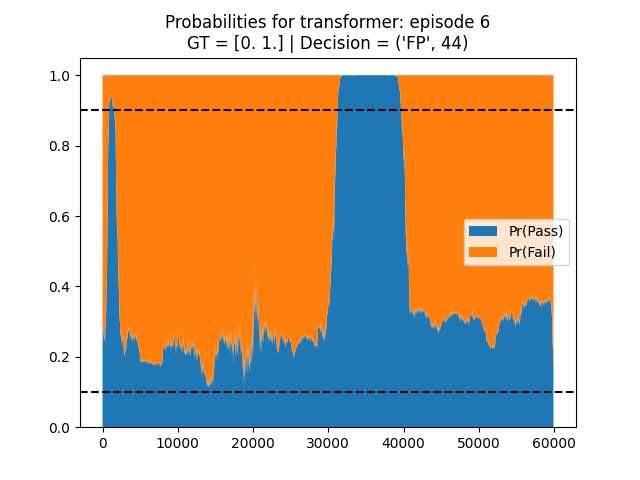 Probabilities for transformer: episode 6
GT = [0. 1.] | Decision = ('FP', 44)
1.0
0.8
0.6
0.4
0.2
0.0
Pr(Pass)
Pr(Fail)
0 10000 20000 30000 40000 50000 60000